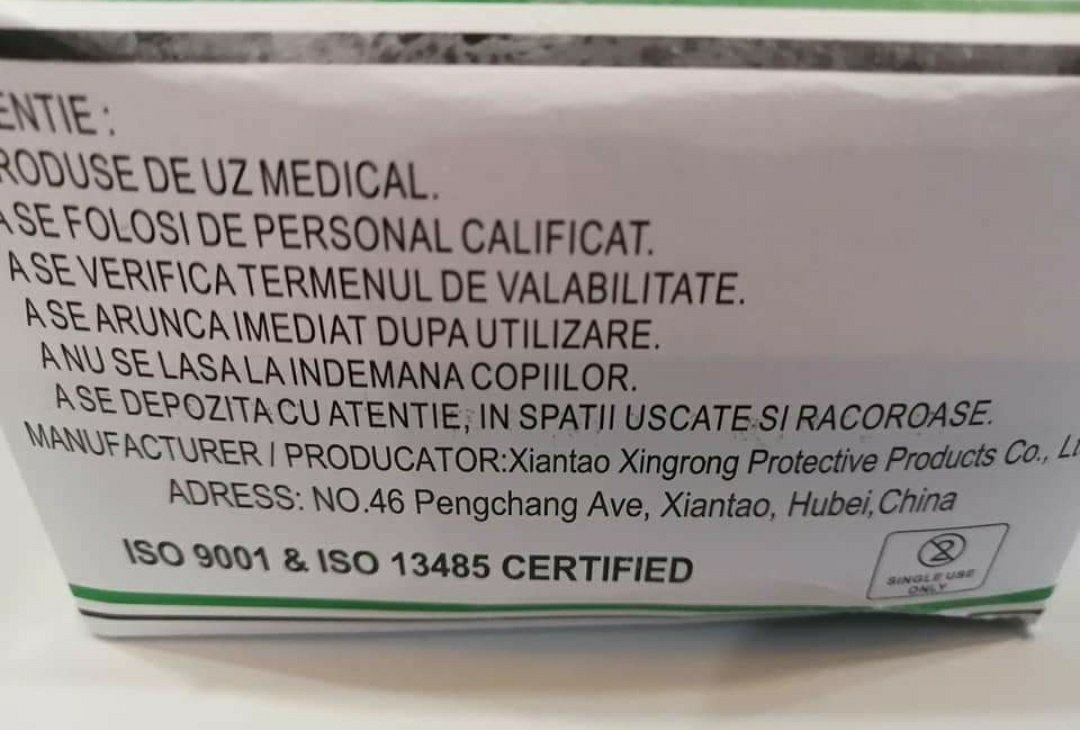 ENTIE :
RODUSE DE UZ MEDICAL.
A SE FOLOSI DE PERSONAL CALIFICAT.
A SE VERIFICA TERMENUL DE VALABILITATE.
A SE ARUNCA IMEDIAT DUPA UTILIZARE.
A NU SE LASA LA INDEMANA COPIILOR.
A SE DEPOZITA CU ATENTIE, IN SPATII USCATE SI RACOROASE.
MANUFACTURER / PRODUCATOR:Xiantao Xingrong Protective Products Co., Lt
ADRESS: NO.46 Pengchang Ave, Xiantao, Hubei,China
ISO 9001 & ISO 13485 CERTIFIED
2
SINGLE USE
ONLY